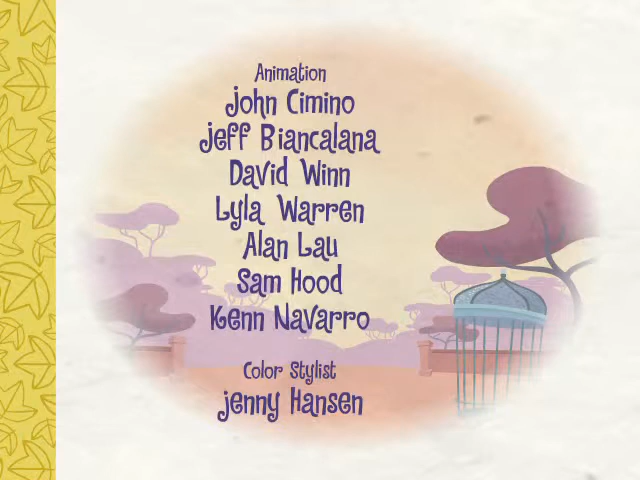 Animation
John Cimino
Jeff Biancalana
David Winn
Lyla Warren
Alan Lau
Sam Hood
Kenn Navarro
Color Stylist
Jenny Hansen